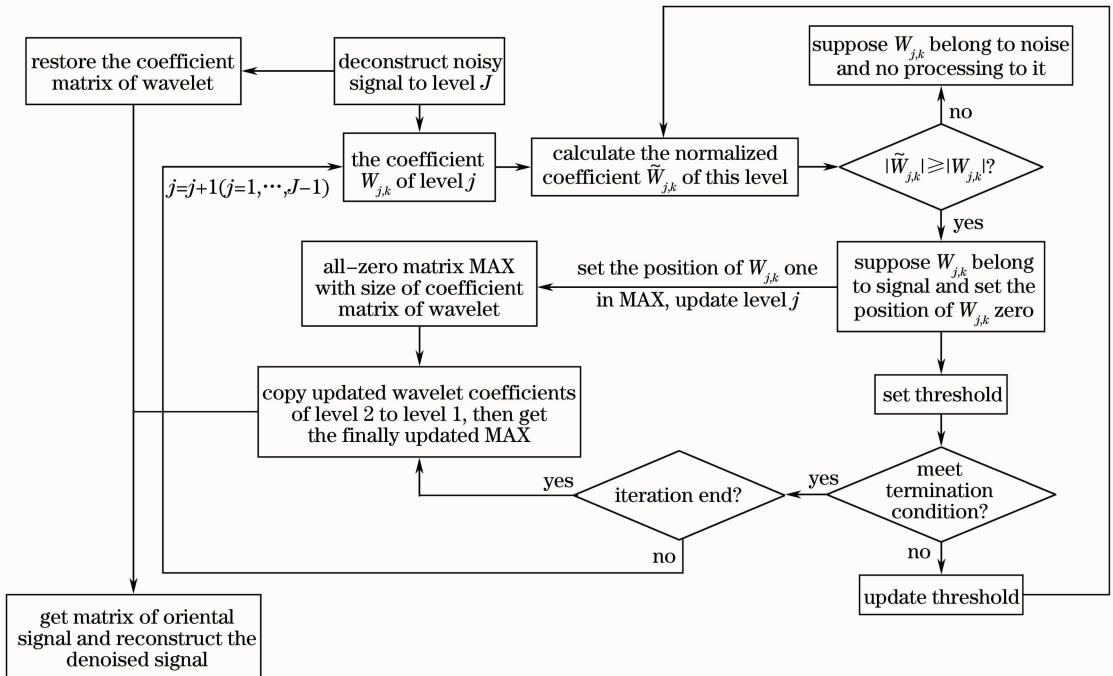 restore the coefficient
matrix of wavelet
deconstruct noisy
signal to level J
suppose W_{j,k} belong to noise
and no processing to it
no
the coefficient
W_{j,k} of level j
calculate the normalized
coefficient W̃_{j,k} of this level
|W̃_{j,k}|⩾|W_{j,k}|?
j=j+1(j=1,⋯,J−1)
yes
all−zero matrix MAX
with size of coefficient
matrix of wavelet
set the position of W_{j,k} one
in MAX, update level j
suppose W_{j,k} belong
to signal and set the
position of W_{j,k} zero
copy updated wavelet coefficients
of level 2 to level 1, then get
the finally updated MAX
set threshold
yes
iteration end?
yes
meet
termination
condition?
no
no
update threshold
get matrix of oriental
signal and reconstruct the
denoised signal